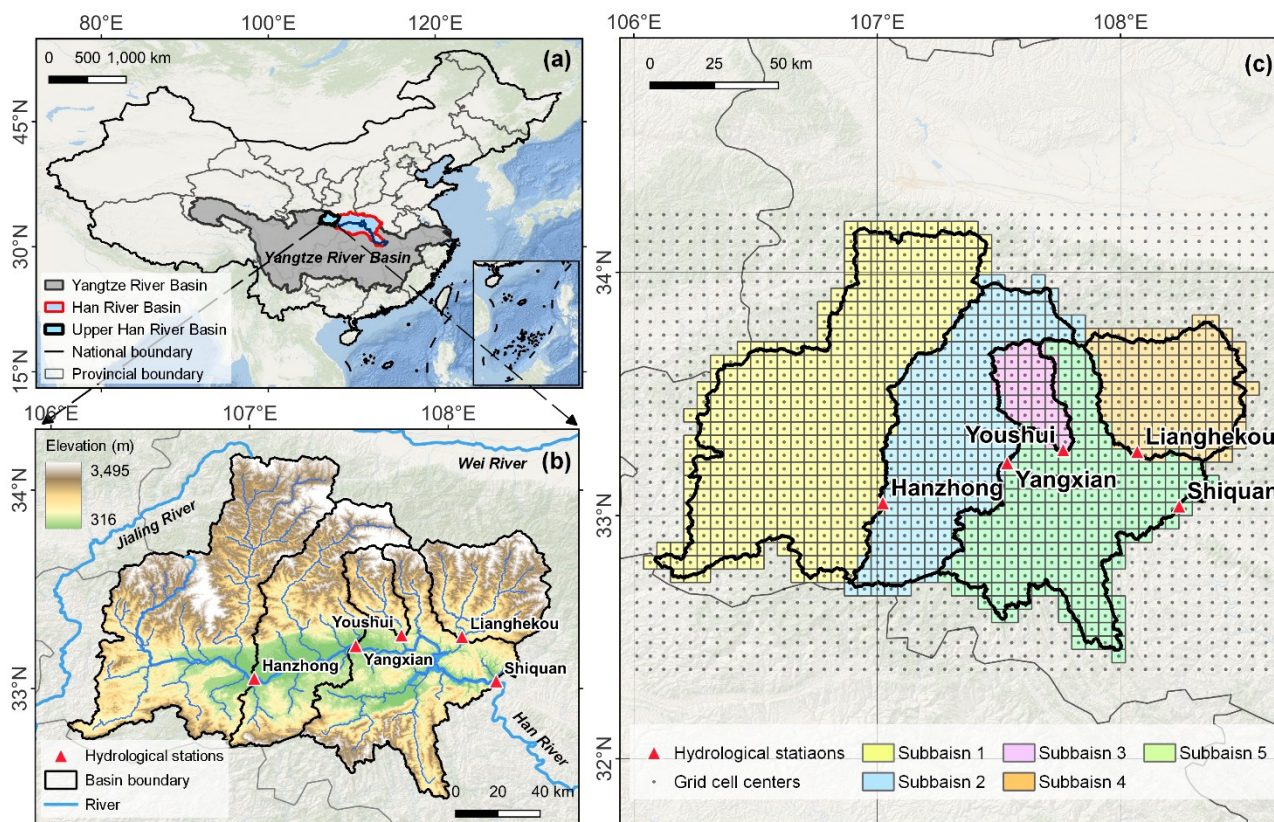 80°E 100°E 120°E
0 500 1,000 km
(a)
45°N
30°N
15°N
Yangtze River Basin
Yangtze River Basin
Han River Basin
Upper Han River Basin
National boundary
Provincial boundary
106°E 107°E 108°E
Elevation (m)
3,495
316
(b)
Wei River
Jialing River
34°N
33°N
Youshui
Lianghekou
Hanzhong
Yangxian
Shiquan
Han River
Hydrological stations
Basin boundary
River
0 20 40 km
106°E 107°E 108°E
0 25 50 km
(c)
34°N
33°N
32°N
Youshui
Lianghekou
Hanzhong
Yangxian
Shiquan
Hydrological statiaons
Grid cell centers
Subbaisn 1
Subbaisn 2
Subbaisn 3
Subbaisn 4
Subbaisn 5